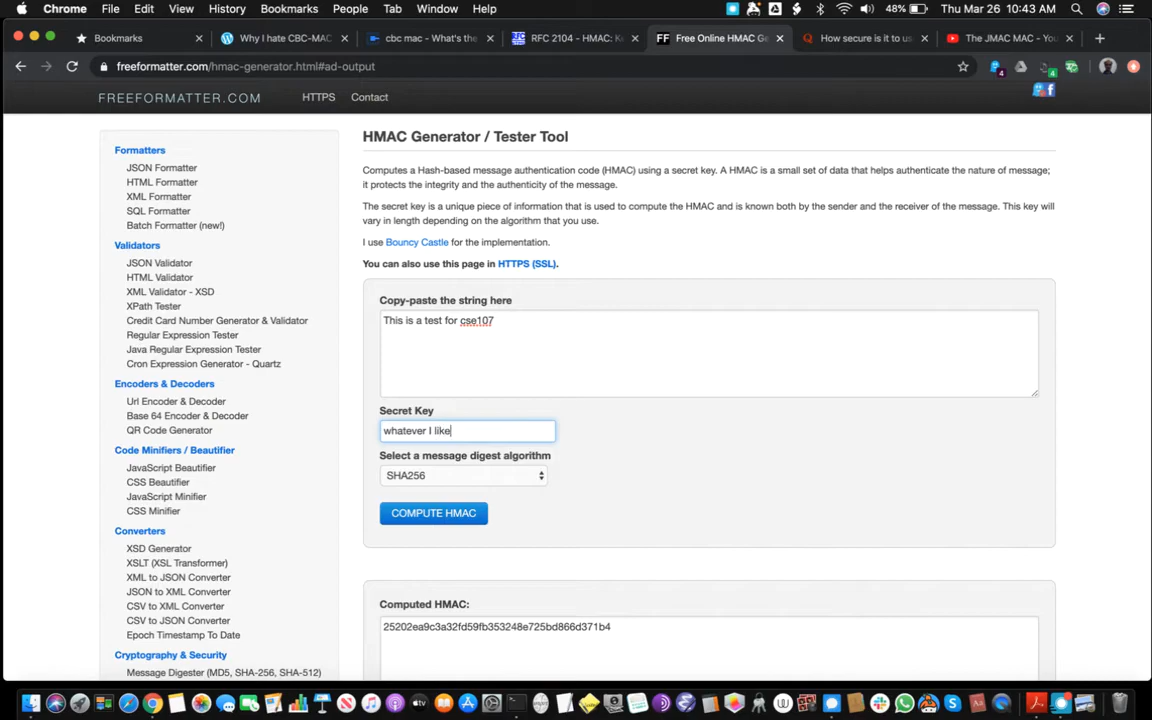 Chrome File Edit View History Bookmarks People Tab Window Help 48% Thu Mar 26 10:43 AM
Bookmarks Why I hate CBC-MAC cbc mac - What's the RFC 2104 - HMAC: Ke Free Online HMAC Ge Q How secure is it to us The JMAC MAC - You
freeformatter.com/hmac-generator.html#ad-output
FREEFORMATTER.COM HTTPS Contact
Formatters
JSON Formatter
HTML Formatter
XML Formatter
SQL Formatter
Batch Formatter (new!)
Validators
JSON Validator
HTML Validator
XML Validator - XSD
XPath Tester
Credit Card Number Generator & Validator
Regular Expression Tester
Java Regular Expression Tester
Cron Expression Generator - Quartz
Encoders & Decoders
Url Encoder & Decoder
Base 64 Encoder & Decoder
QR Code Generator
Code Minifiers / Beautifier
JavaScript Beautifier
CSS Beautifier
JavaScript Minifier
CSS Minifier
Converters
XSD Generator
XSLT (XSL Transformer)
XML to JSON Converter
JSON to XML Converter
CSV to XML Converter
CSV to JSON Converter
Epoch Timestamp To Date
Cryptography & Security
Message Digester (MD5, SHA-256, SHA-512)
HMAC Generator / Tester Tool
Computes a Hash-based message authentication code (HMAC) using a secret key. A HMAC is a small set of data that helps authenticate the nature of message;
it protects the integrity and the authenticity of the message.
The secret key is a unique piece of information that is used to compute the HMAC and is known both by the sender and the receiver of the message. This key will
vary in length depending on the algorithm that you use.
I use Bouncy Castle for the implementation.
You can also use this page in HTTPS (SSL).
Copy-paste the string here
This is a test for cse107
Secret Key
whatever I like
Select a message digest algorithm
SHA256
COMPUTE HMAC
Computed HMAC:
25202ea9c3a32fd59fb353248e725bd866d371b4